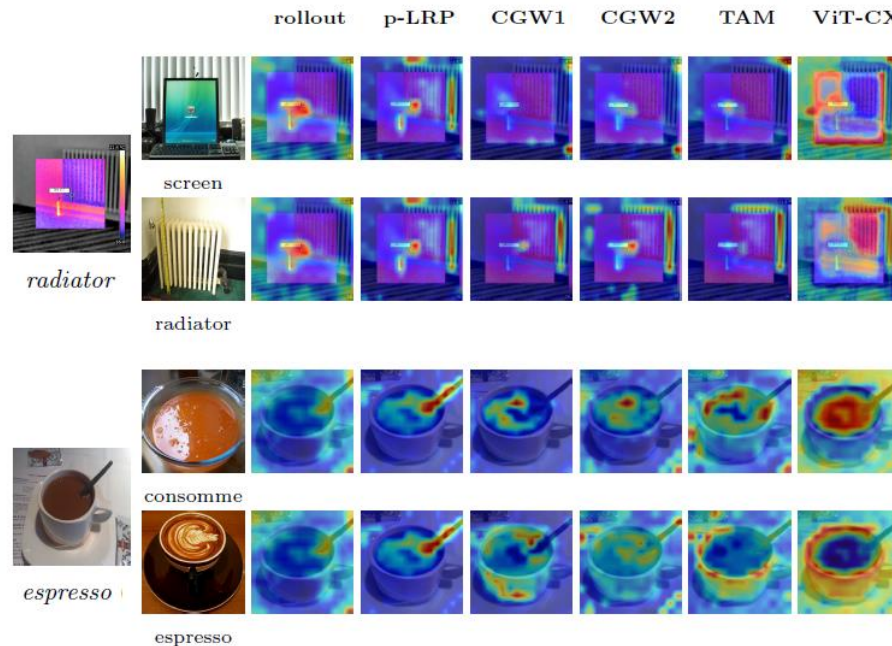 rollout p-LRP CGW1 CGW2 TAM ViT-CX
screen
radiator
radiator
consomme
espresso
espresso